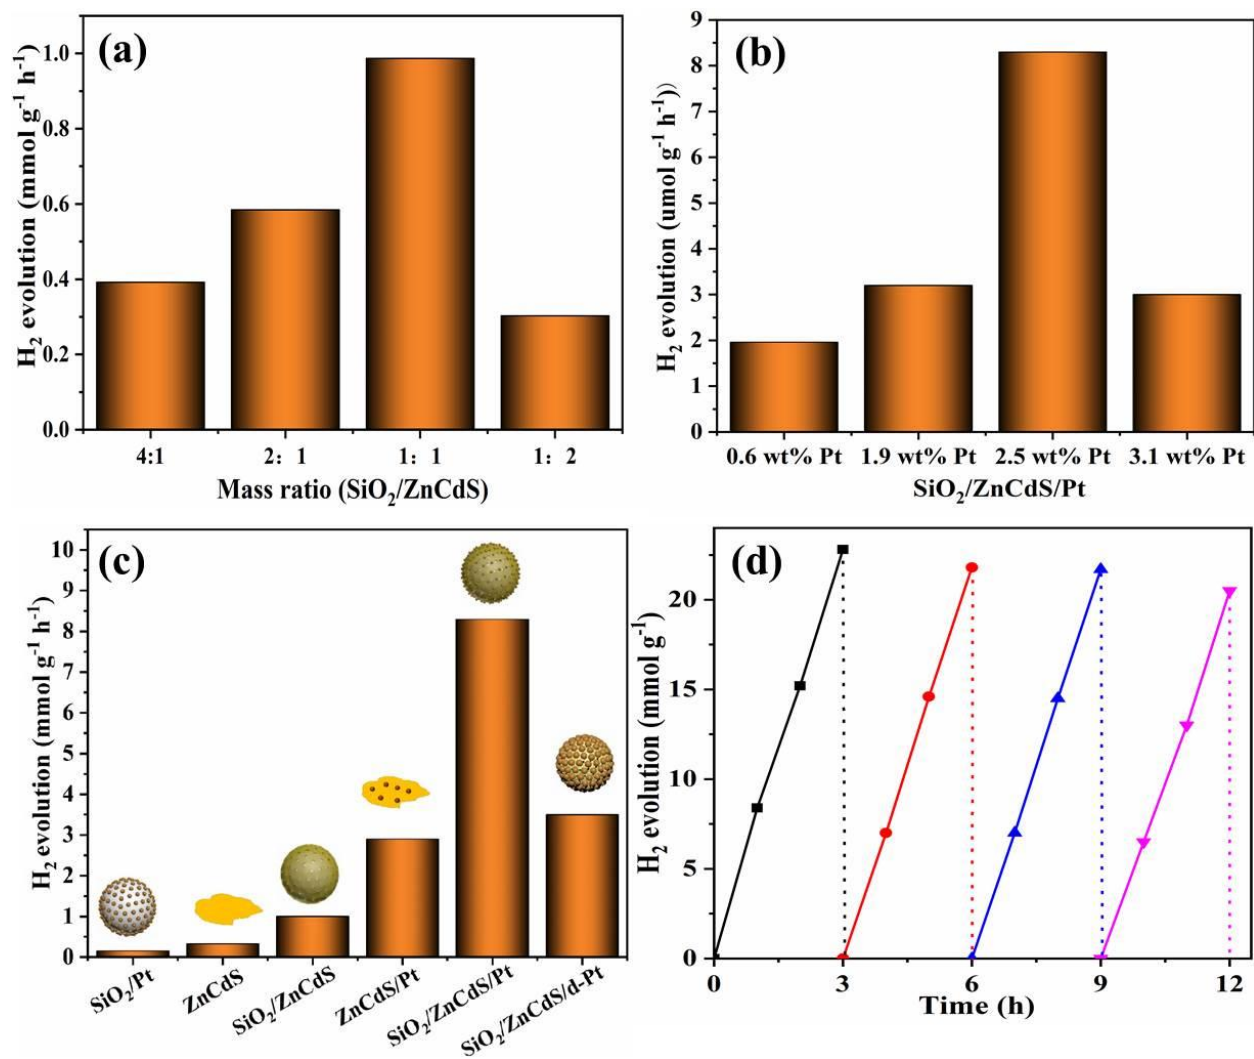 (a)
H₂ evolution (mmol g⁻¹ h⁻¹)
1.0
0.8
0.6
0.4
0.2
0.0
4:1 2：1 1：1 1：2
Mass ratio (SiO₂/ZnCdS)
(b)
H₂ evolution (umol g⁻¹ h⁻¹))
9
8
7
6
5
4
3
2
1
0
0.6 wt% Pt 1.9 wt% Pt 2.5 wt% Pt 3.1 wt% Pt
SiO₂/ZnCdS/Pt
(c)
H₂ evolution (mmol g⁻¹ h⁻¹)
10
9
8
7
6
5
4
3
2
1
0
SiO₂/Pt
ZnCdS
SiO₂/ZnCdS
ZnCdS/Pt
SiO₂/ZnCdS/Pt
SiO₂/ZnCdS/d-Pt
(d)
H₂ evolution (mmol g⁻¹)
20
15
10
5
0
0 3 6 9 12
Time (h)